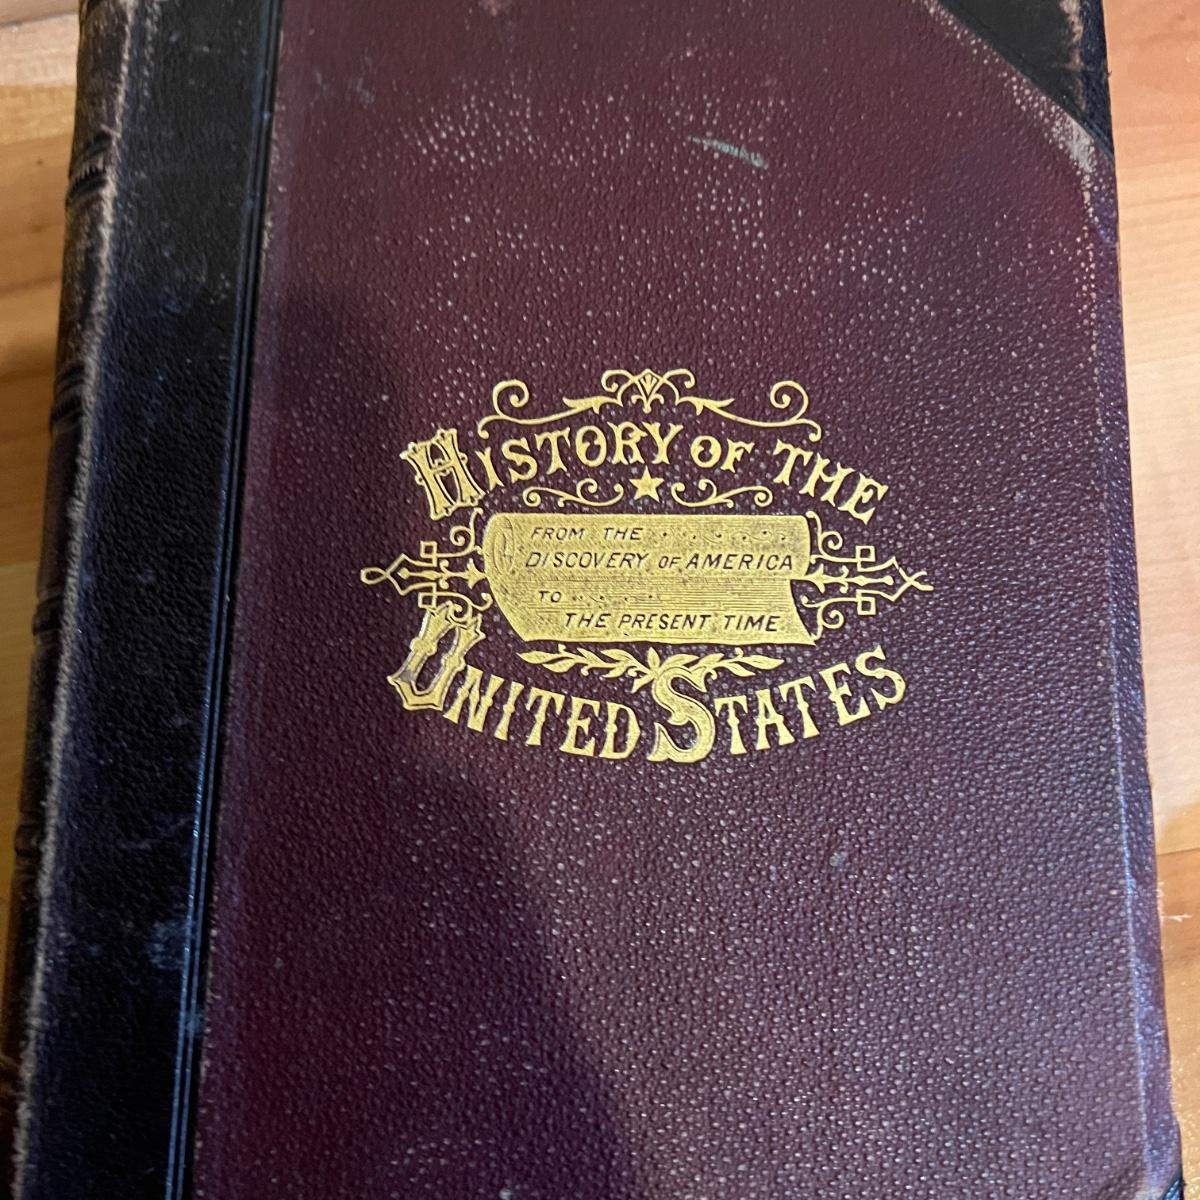 HISTORY OF THE
FROM THE
DISCOVERY OF AMERICA
TO
THE PRESENT TIME
UNITED STATES